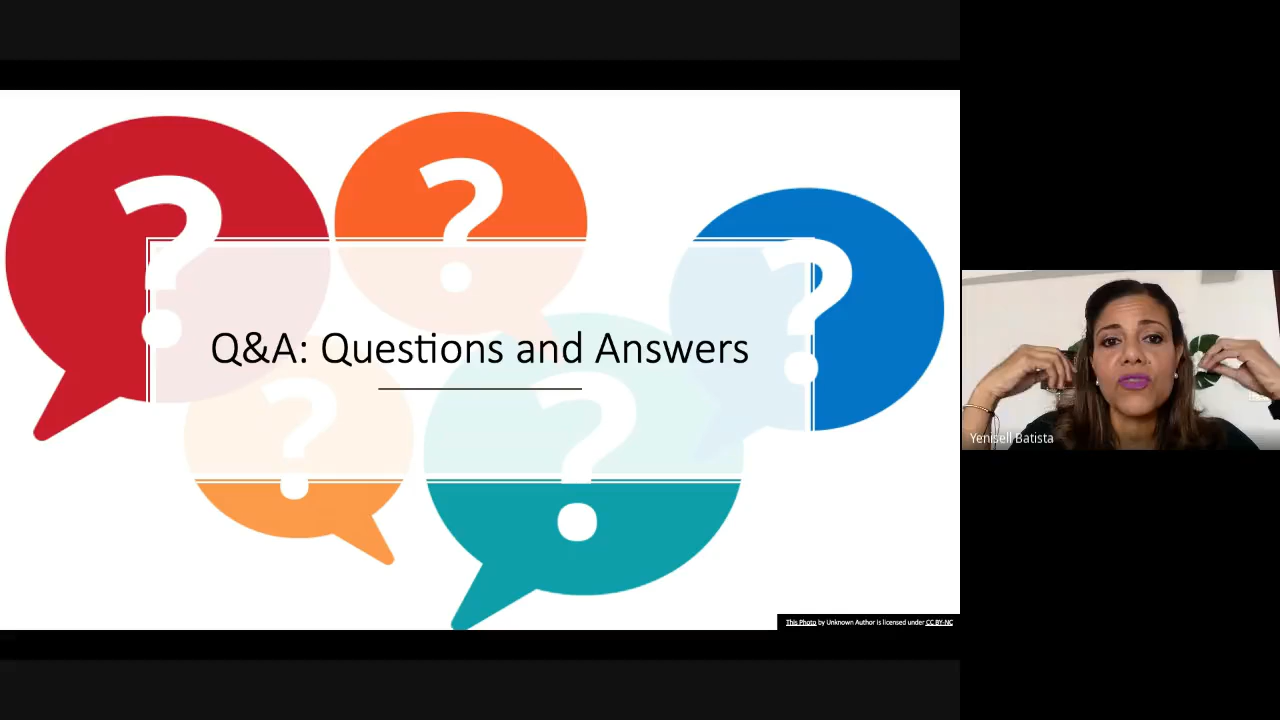 ?
?
?
Q&A: Questions and Answers
?
?
Yenisell Batista
This Photo by Unknown Author is licensed under CC BY-NC